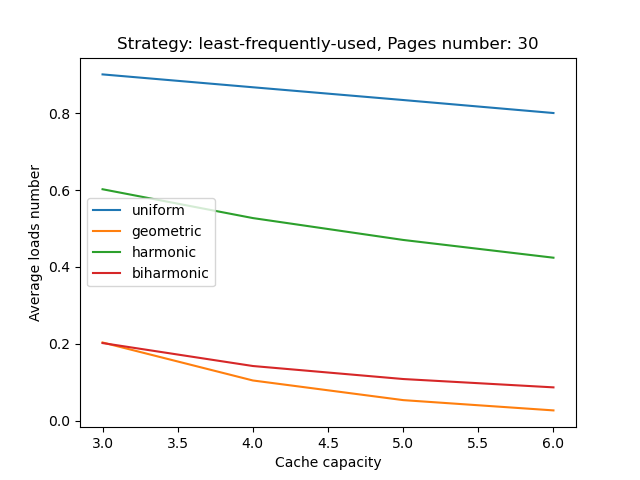 Strategy: least-frequently-used, Pages number: 30
Average loads number
0.8
0.6
0.4
0.2
0.0
uniform
geometric
harmonic
biharmonic
3.0 3.5 4.0 4.5 5.0 5.5 6.0
Cache capacity